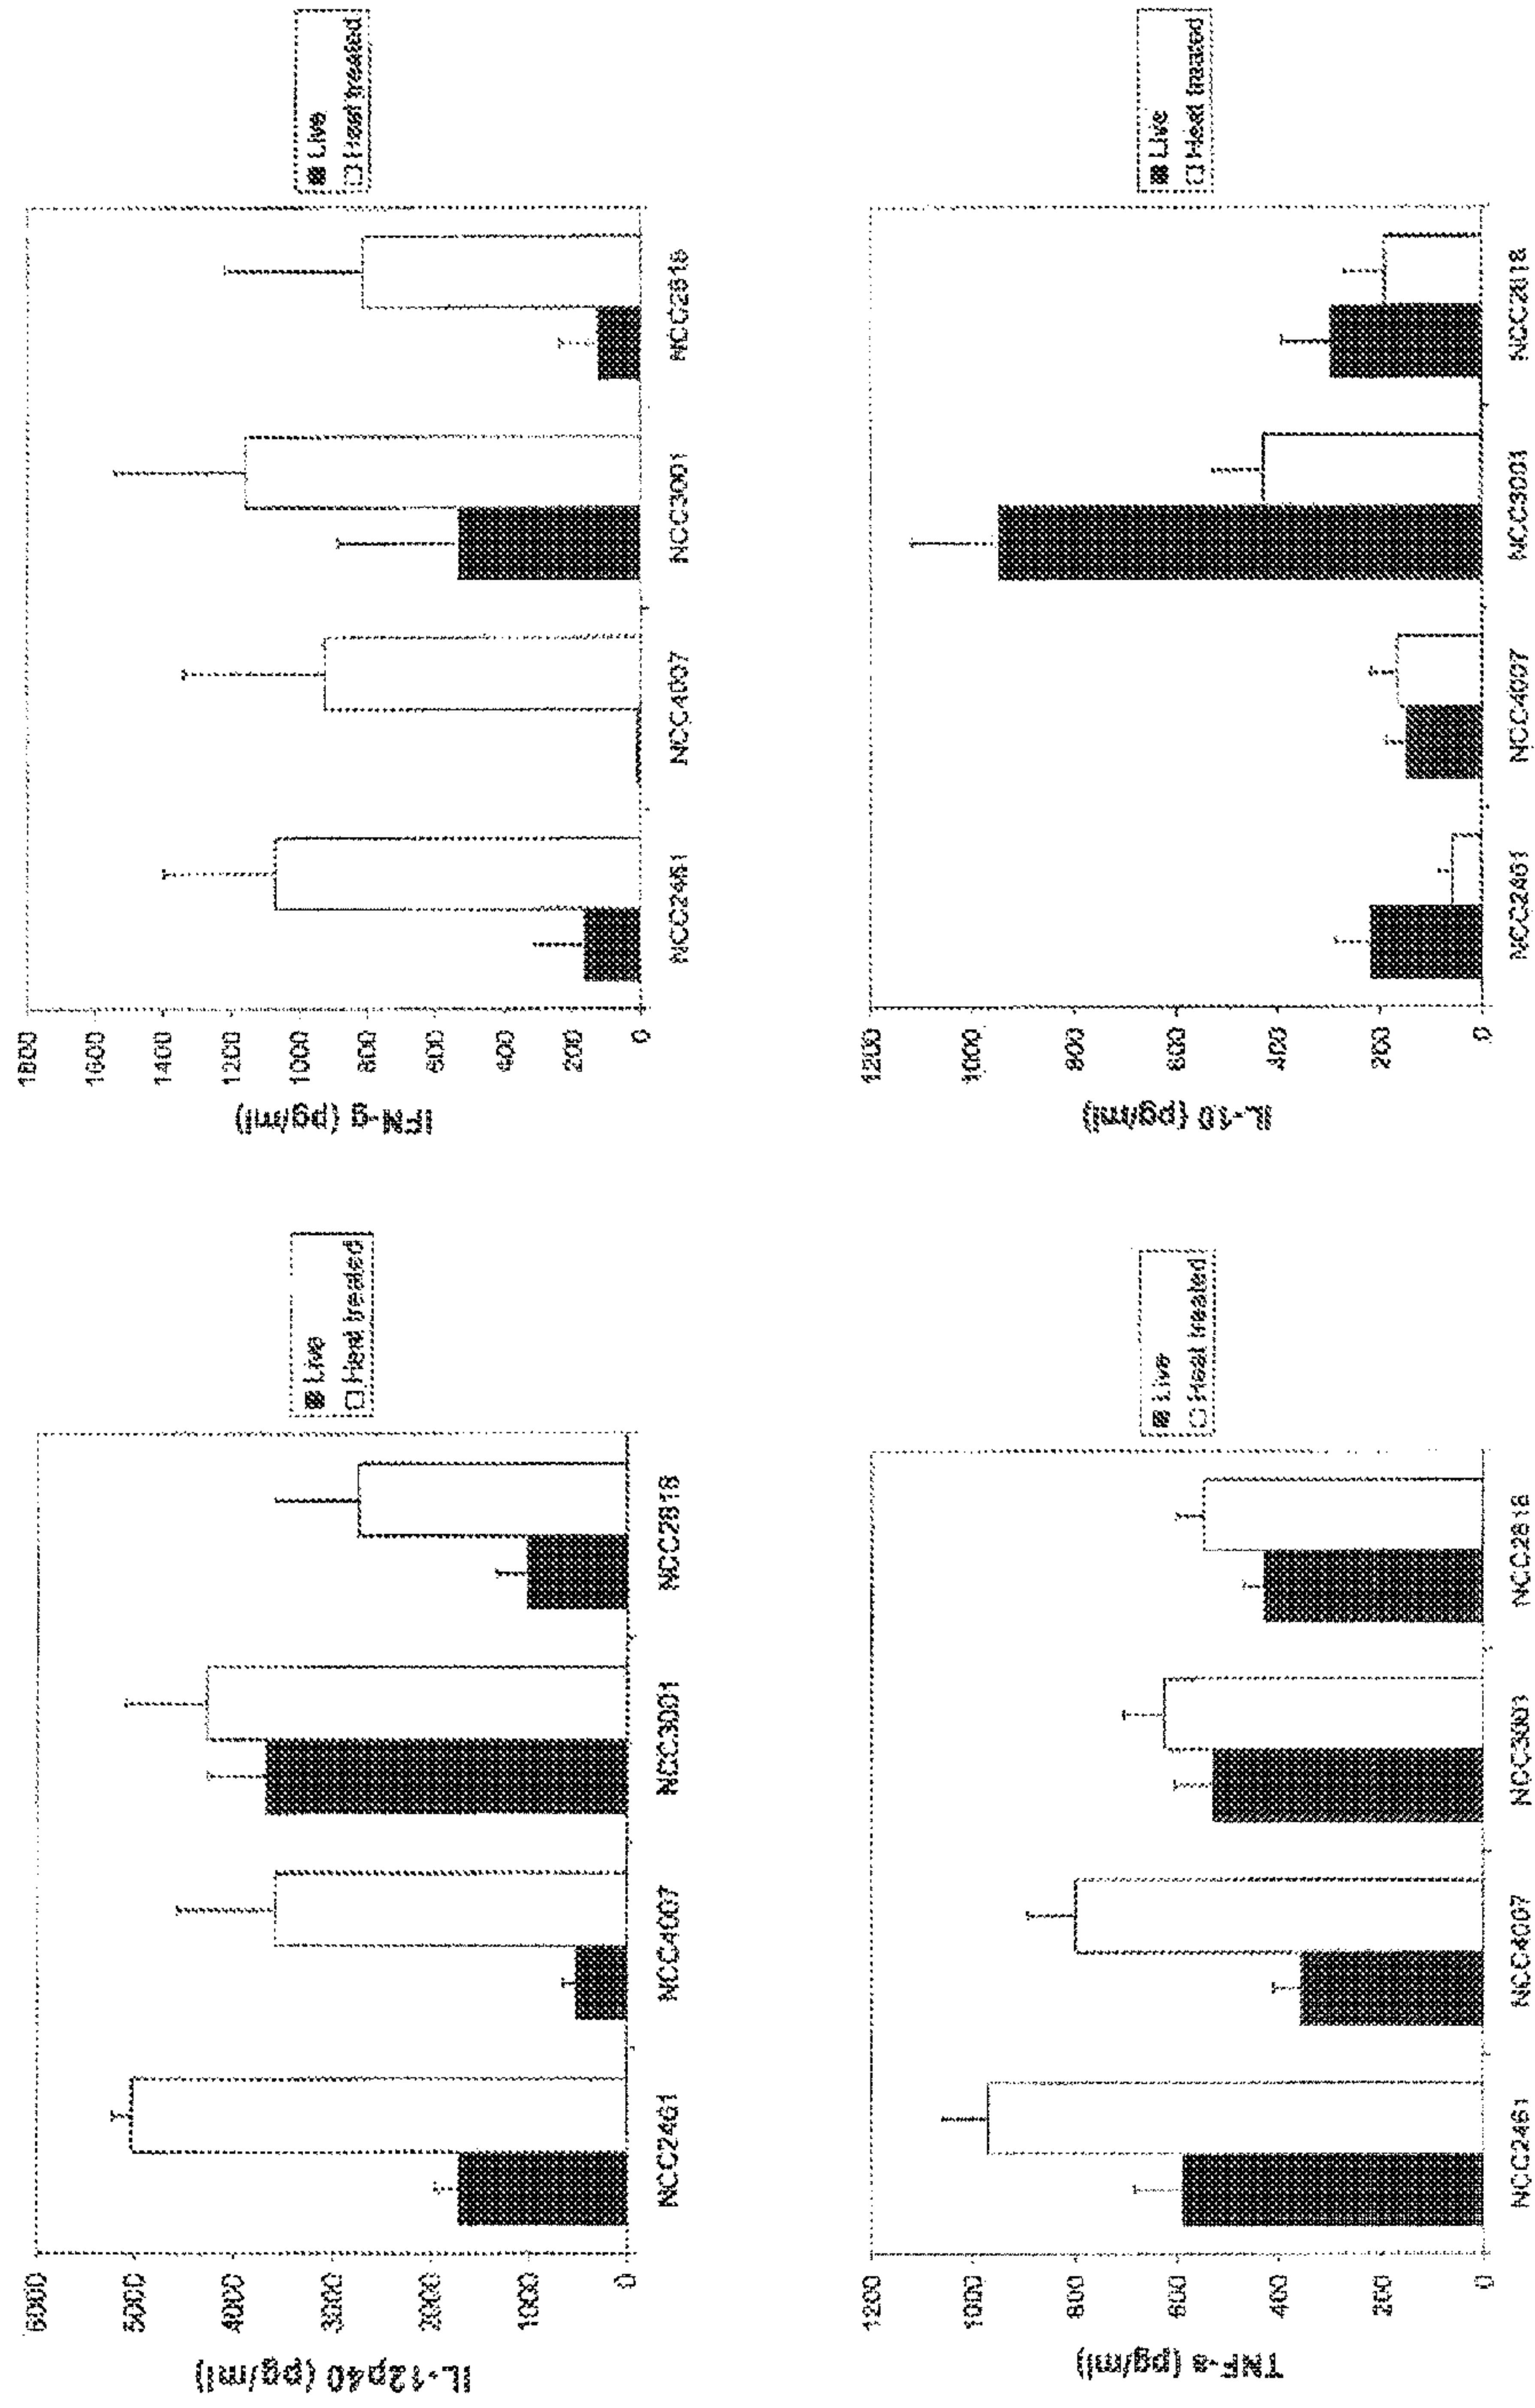 IL-12p40 (pg/ml)
6000
5000
4000
3000
2000
1000
0
NCC2461
NCC4007
NCC3001
NCC2818
Live
Heat treated
IFN-g (pg/ml)
1800
1600
1400
1200
1000
800
600
400
200
0
NCC2461
NCC4007
NCC3001
NCC2818
Live
Heat treated
TNF-a (pg/ml)
1200
1000
800
600
400
200
0
NCC2461
NCC4007
NCC3001
NCC2818
Live
Heat treated
IL-10 (pg/ml)
1200
1000
800
600
400
200
0
NCC2461
NCC4007
NCC3001
NCC2818
Live
Heat treated